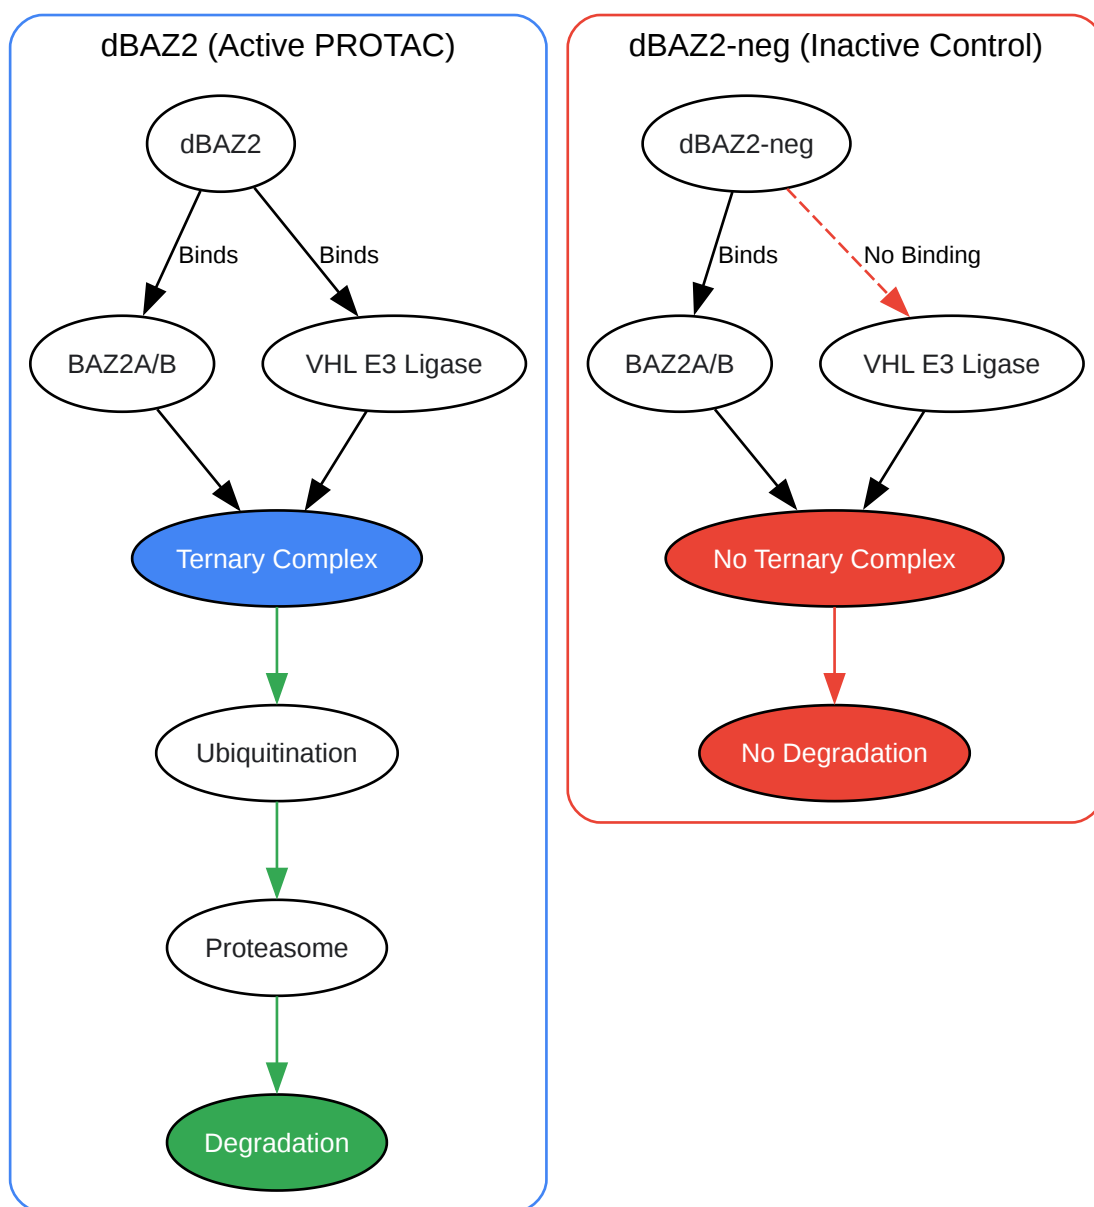 dBAZ2 (Active PROTAC)
dBAZ2
Binds
Binds
BAZ2A/B
VHL E3 Ligase
Ternary Complex
Ubiquitination
Proteasome
Degradation
dBAZ2-neg (Inactive Control)
dBAZ2-neg
Binds
No Binding
BAZ2A/B
VHL E3 Ligase
No Ternary Complex
No Degradation